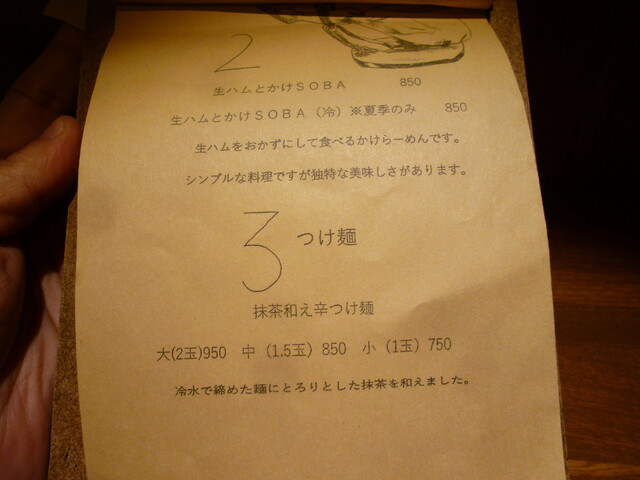 2
生ハムとかけSOBA 850
生ハムとかけSOBA（冷）※夏季のみ 850
生ハムをおかずにして食べるかけらーめんです。
シンプルな料理ですが独特な美味しさがあります。
3 つけ麺
抹茶和え辛つけ麺
大(2玉)950 中（1.5玉）850 小（1玉）750
冷水で締めた麺にとろりとした抹茶を和えました。